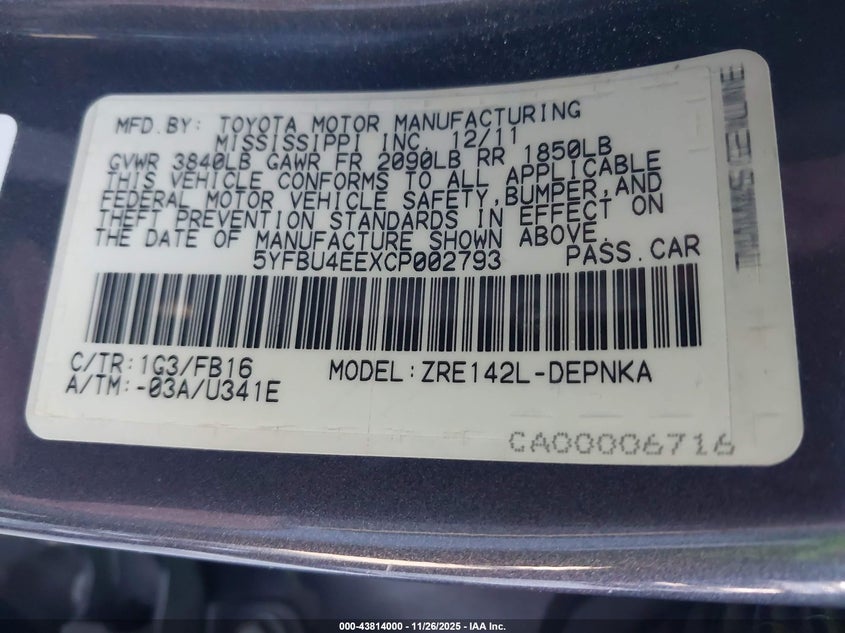 MFD.BY: TOYOTA MOTOR MANUFACTURING
MISSISSIPPI INC. 12/11
GVWR 3840LB GAWR FR 2090LB RR 1850LB
THIS VEHICLE CONFORMS TO ALL APPLICABLE
FEDERAL MOTOR VEHICLE SAFETY, BUMPER, AND
THEFT PREVENTION STANDARDS IN EFFECT ON
THE DATE OF MANUFACTURE SHOWN ABOVE.
5YFBU4EEXCP002793 PASS.CAR
C/TR:1G3/FB16 MODEL:ZRE142L-DEPNKA
A/TM:-03A/U341E
CA00006716
000-43814000 - 11/26/2025 - IAA Inc.